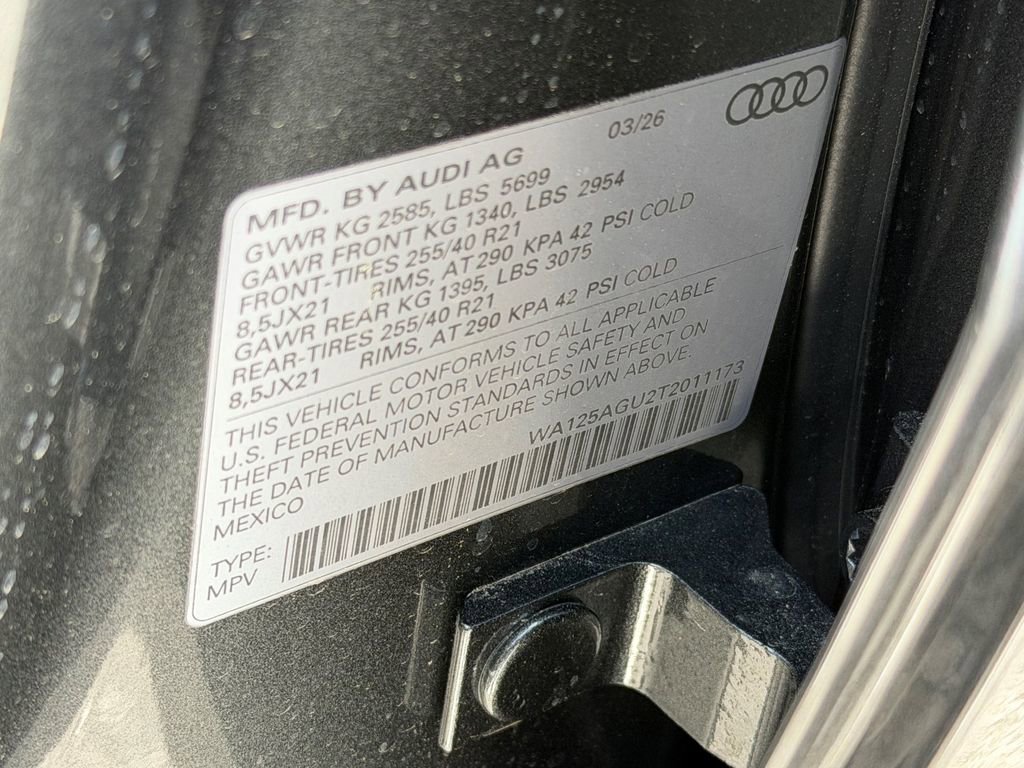 03/26
MFD. BY AUDI AG
GVWR KG 2585, LBS 5699
GAWR FRONT KG 1340, LBS 2954
FRONT-TIRES 255/40 R21
8,5JX21 RIMS, AT 290 KPA 42 PSI COLD
GAWR REAR KG 1395, LBS 3075
REAR-TIRES 255/40 R21
8,5JX21 RIMS, AT 290 KPA 42 PSI COLD
THIS VEHICLE CONFORMS TO ALL APPLICABLE
U.S. FEDERAL MOTOR VEHICLE SAFETY AND
THEFT PREVENTION STANDARDS IN EFFECT ON
THE DATE OF MANUFACTURE SHOWN ABOVE.
MEXICO
WA125AGU2T2011173
TYPE:
MPV